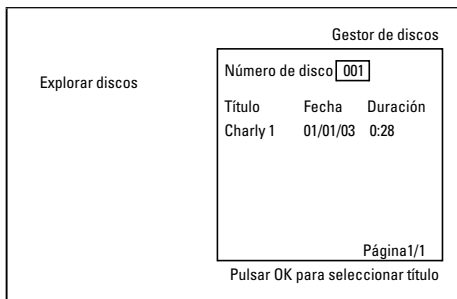 Gestor de discos
Explorar discos
Número de disco 001
Título Fecha Duración
Charly 1 01/01/03 0:28
Página1/1
Pulsar OK para seleccionar título